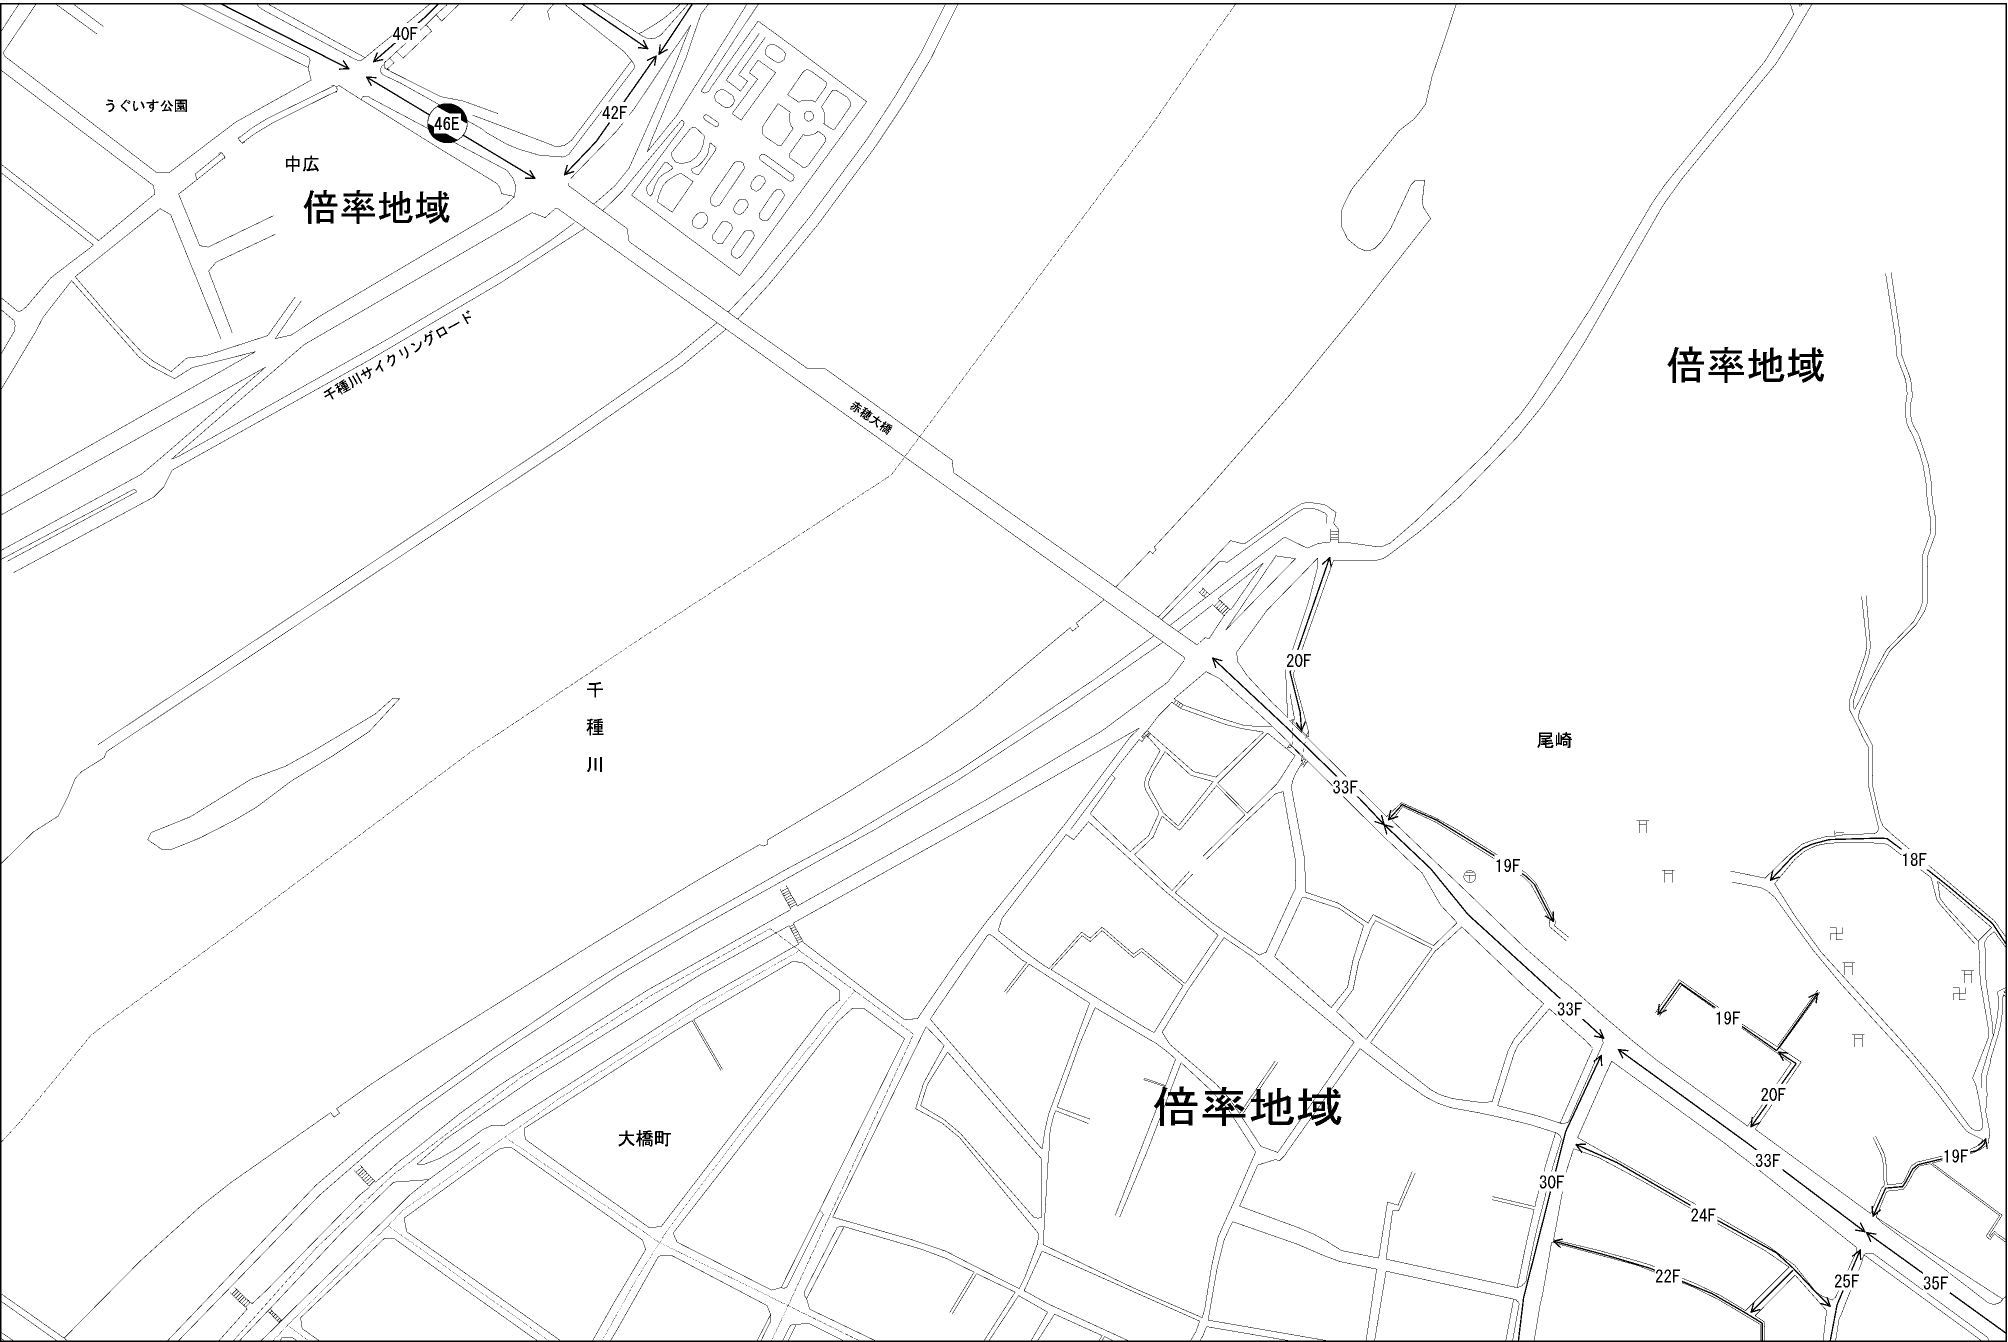 40F
42F
46E
うぐいす公園
中広
倍率地域
千種川サイクリングロード
倍率地域
赤穂大橋
20F
千
種
川
尾崎
33F
19F
18F
33F
19F
20F
倍率地域
大橋町
33F
19F
30F
24F
22F
25F
35F